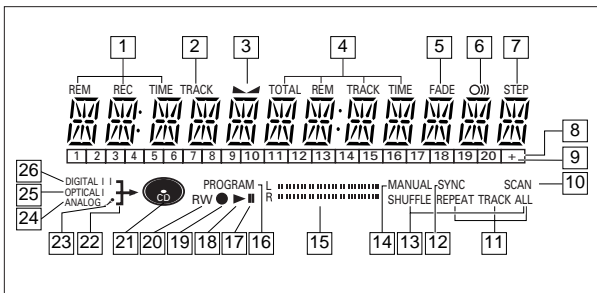 1 2 3 4 5 6 7
REM REC TIME TRACK TOTAL REM TRACK TIME FADE STEP
1 2 3 4 5 6 7 8 9 10 11 12 13 14 15 16 17 18 19 20 +
8
9
26 DIGITAL I I
25 OPTICAL I
24 ANALOG
CD
PROGRAM
RW
L
R
MANUAL SYNC SCAN
SHUFFLE REPEAT TRACK ALL
10
23 22 21 20 19 18 17 16 15 14 13 12 11